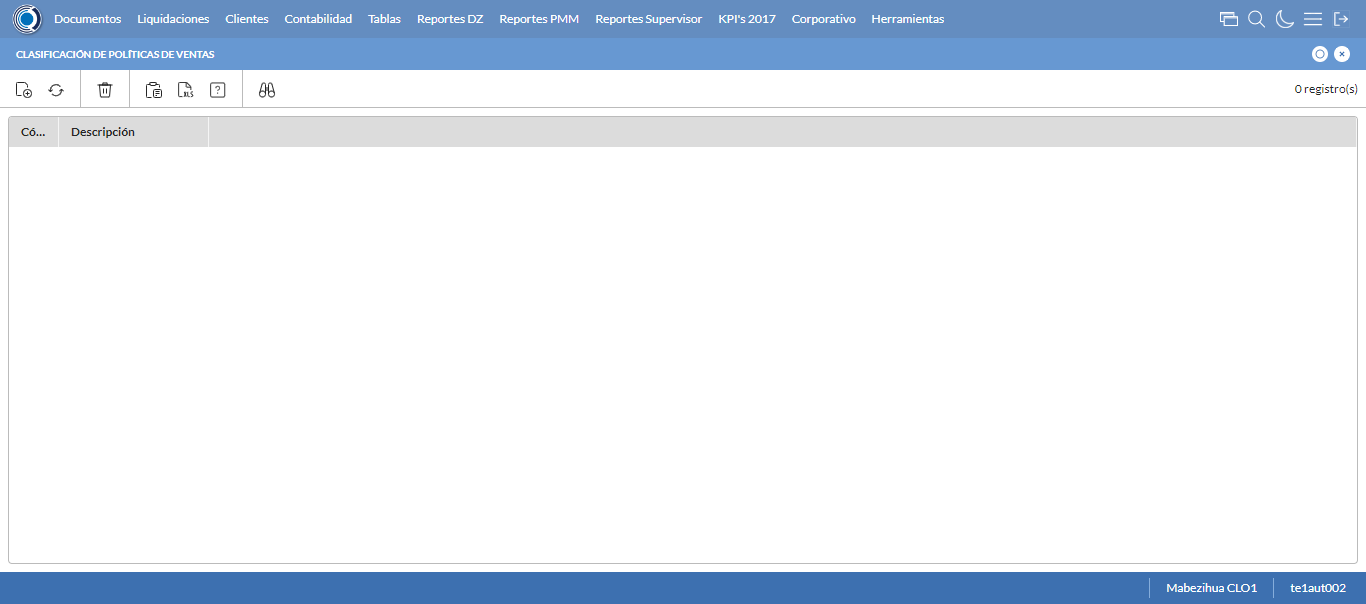 Documentos Liquidaciones Clientes Contabilidad Tablas Reportes DZ Reportes PMM Reportes Supervisor KPI's 2017 Corporativo Herramientas
CLASIFICACIÓN DE POLÍTICAS DE VENTAS
XLS ? 0 registro(s)
Có... Descripción
Mabezihua CLO1 te1aut002